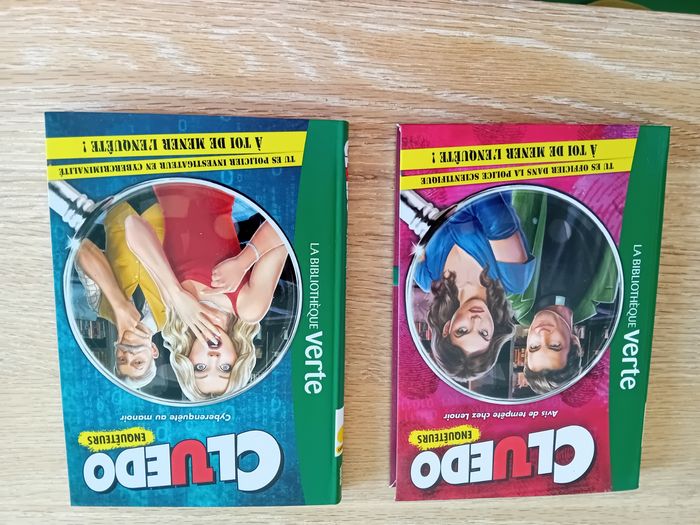 CLUEDO
ENQUÊTEURS
Cyberenquête au manoir
TU ES POLICIER INVESTIGATEUR EN CYBERCRIMINALITÉ
À TOI DE MENER L'ENQUÊTE !
LA BIBLIOTHÈQUE verte
CLUEDO
ENQUÊTEURS
Avis de tempête chez Lenoir
TU ES OFFICIER DANS LA POLICE SCIENTIFIQUE
À TOI DE MENER L'ENQUÊTE !
LA BIBLIOTHÈQUE verte